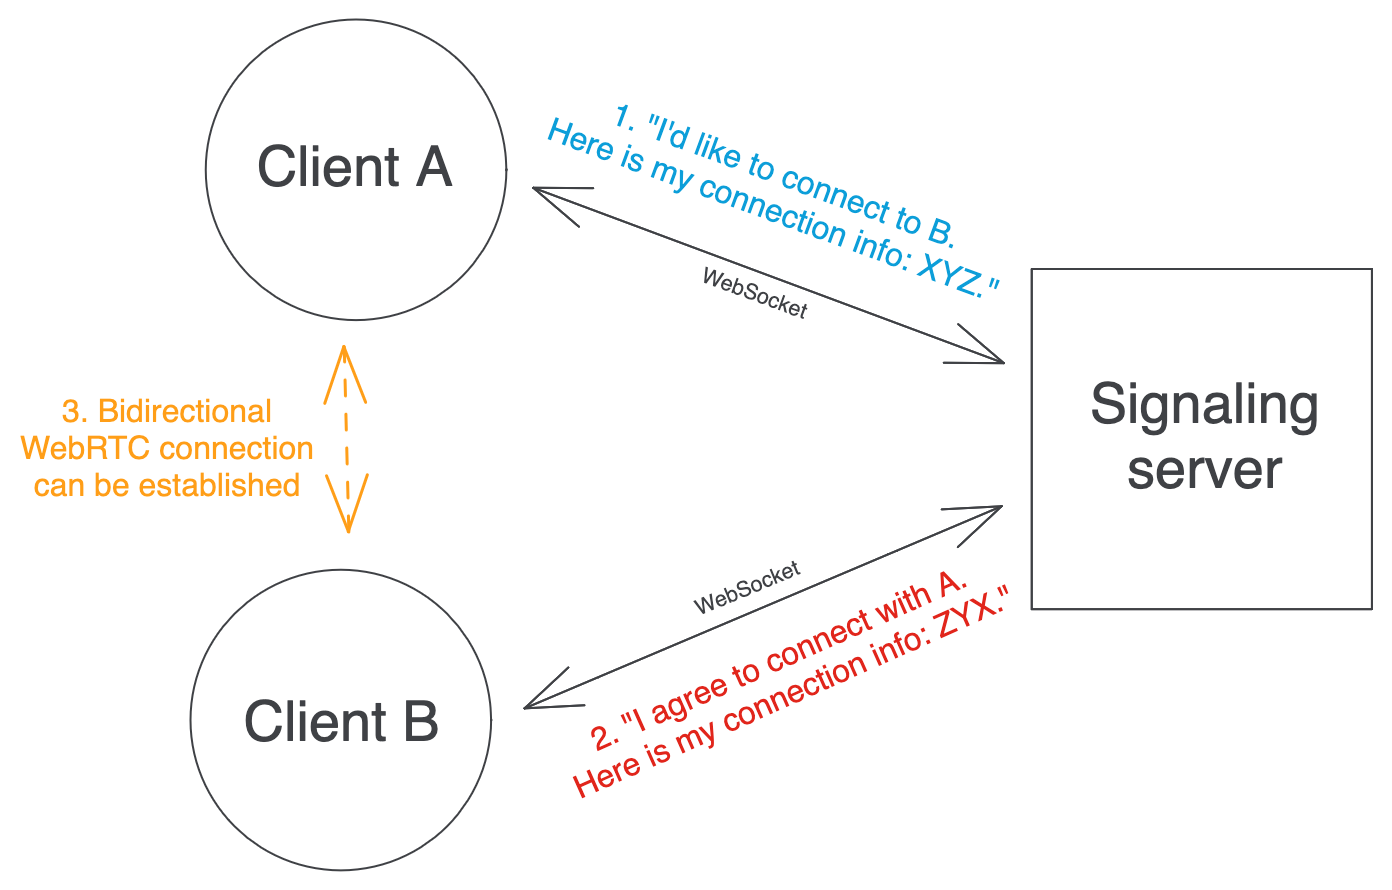 Client A
1. "I'd like to connect to B.
Here is my connection info: XYZ."
WebSocket
Signaling
server
3. Bidirectional
WebRTC connection
can be established
WebSocket
2. "I agree to connect with A.
Here is my connection info: ZYX."
Client B